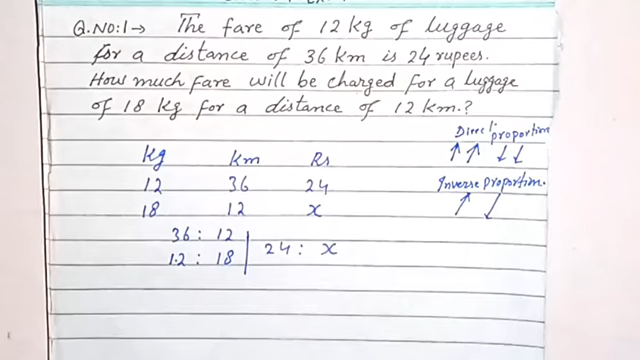 Q.NO:1→ The fare of 12 kg of luggage
for a distance of 36 km is 24 rupees.
How much fare will be charged for a luggage
of 18 kg for a distance of 12 km.?
Direct proportion
↑↑ ↓↓
Kg Km Rs
12 36 24
Inverse proportion.
↑ ↓
18 12 x
36 : 12
12 : 18 | 24 : x